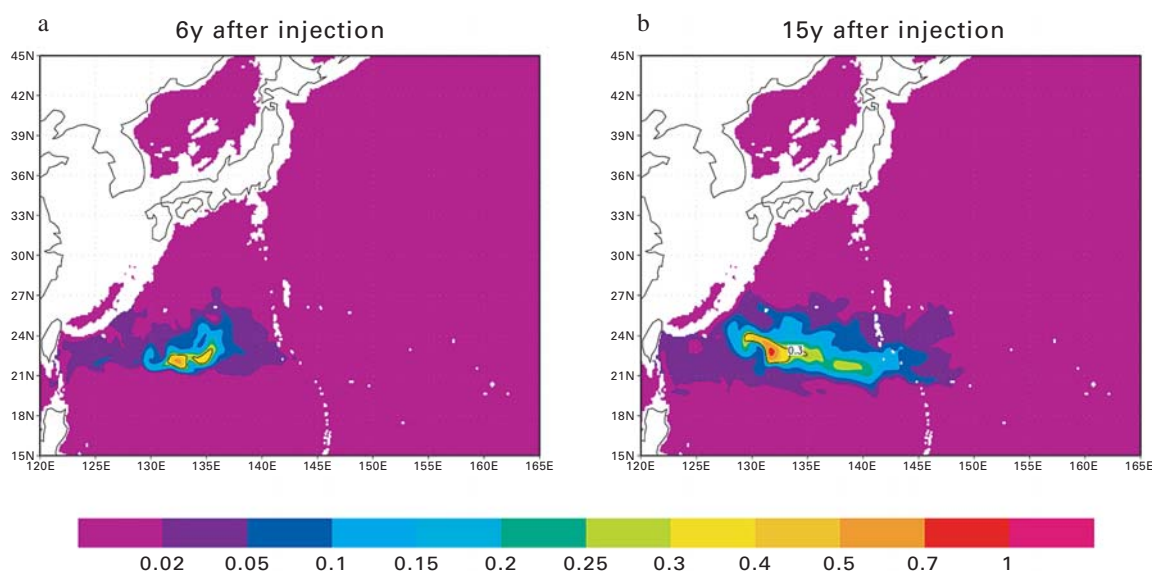 a
6y after injection
45N
42N
39N
36N
33N
30N
27N
24N
21N
18N
15N
120E 125E 130E 135E 140E 145E 150E 155E 160E 165E
b
15y after injection
45N
42N
39N
36N
33N
30N
27N
24N
21N
18N
15N
0.3
120E 125E 130E 135E 140E 145E 150E 155E 160E 165E
0.02 0.05 0.1 0.15 0.2 0.25 0.3 0.4 0.5 0.7 1